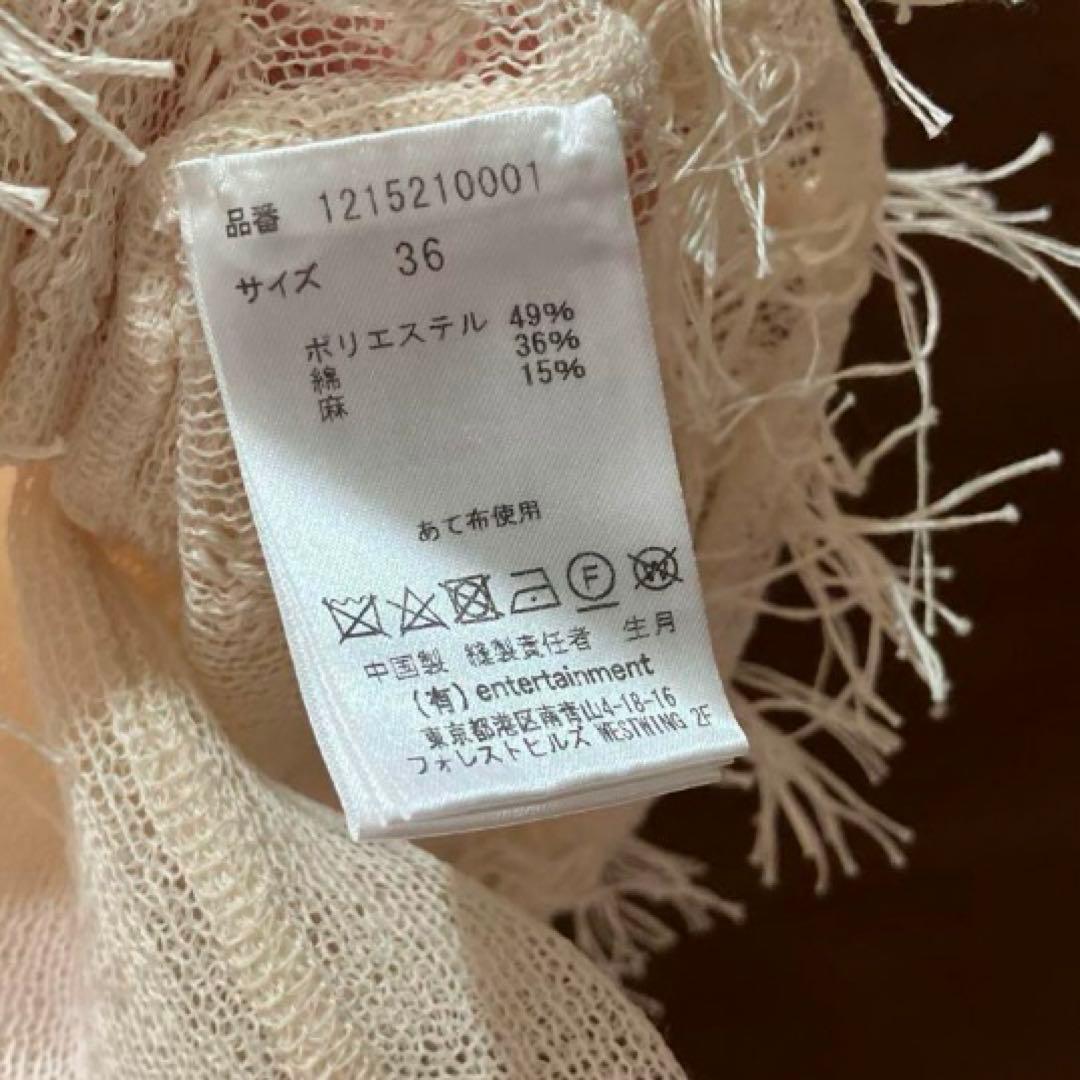 品番 1215210001
サイズ 36
ポリエステル 49%
綿 36%
麻 15%
あて布使用
F W
中国製 縫製責任者 生月
(有) entertainment
東京都港区南青山4-18-16
フォレストヒルズ WESTWING 2F